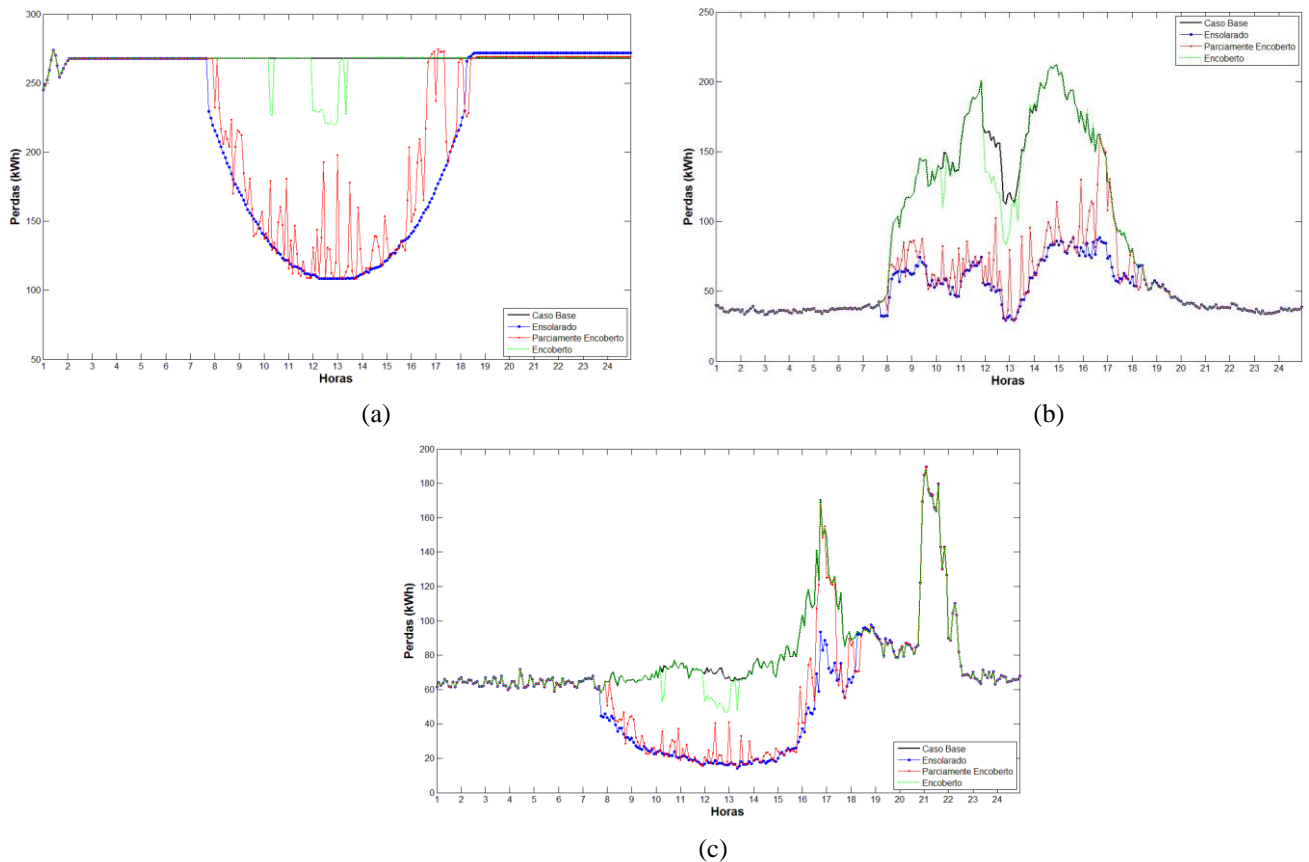 300
250
200
150
100
50
Perdas (kWh)
1 2 3 4 5 6 7 8 9 10 11 12 13 14 15 16 17 18 19 20 21 22 23 24
Horas
Caso Base
Ensolarado
Parciamente Encoberto
Encoberto
(a)
250
200
150
100
50
0
Perdas (kWh)
1 2 3 4 5 6 7 8 9 10 11 12 13 14 15 16 17 18 19 20 21 22 23 24
Horas
Caso Base
Ensolarado
Parciamente Encoberto
Encoberto
(b)
200
180
160
140
120
100
80
60
40
20
0
Perdas (kWh)
1 2 3 4 5 6 7 8 9 10 11 12 13 14 15 16 17 18 19 20 21 22 23 24
Horas
Caso Base
Ensolarado
Parciamente Encoberto
Encoberto
(c)